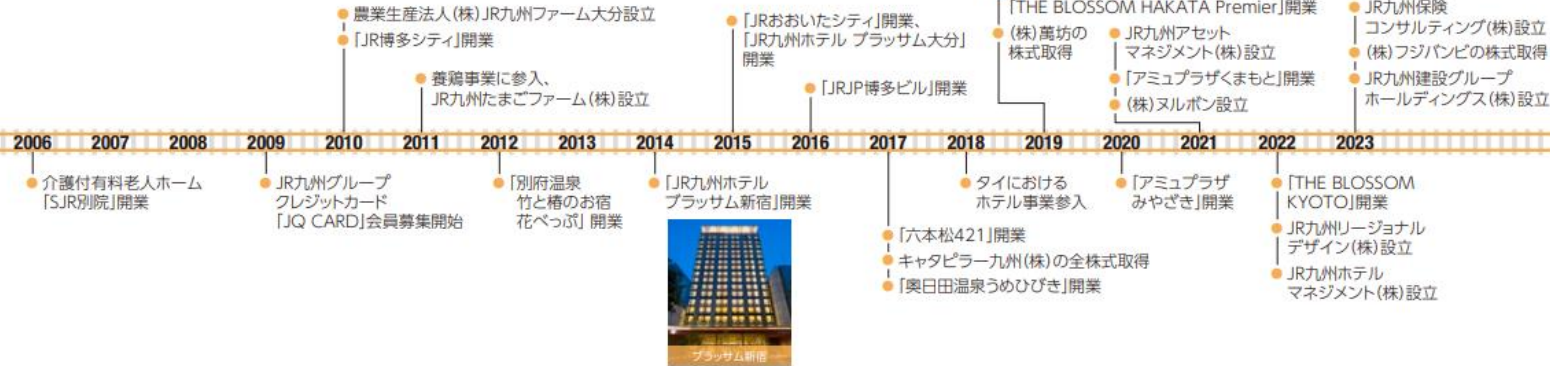 農業生産法人(株)JR九州ファーム大分設立
「JR博多シティ」開業
養鶏事業に参入、
JR九州たまごファーム(株)設立
「JRおおいたシティ」開業、
「JR九州ホテル ブラッサム大分」
開業
「JRJP博多ビル」開業
「THE BLOSSOM HAKATA Premier」開業
(株)萬坊の
株式取得
JR九州アセット
マネジメント(株)設立
「アミュプラザくまもと」開業
(株)ヌルボン設立
JR九州保険
コンサルティング(株)設立
(株)フジバンビの株式取得
JR九州建設グループ
ホールディングス(株)設立
2006 2007 2008 2009 2010 2011 2012 2013 2014 2015 2016 2017 2018 2019 2020 2021 2022 2023
介護付有料老人ホーム
「SJR別院」開業
JR九州グループ
クレジットカード
「JQ CARD」会員募集開始
「別府温泉
竹と椿のお宿
花べっぷ」 開業
「JR九州ホテル
ブラッサム新宿」開業
ブラッサム新宿
「六本松421」開業
キャタピラー九州(株)の全株式取得
「奥日田温泉うめひびき」開業
タイにおける
ホテル事業参入
「アミュプラザ
みやざき」開業
「THE BLOSSOM
KYOTO」開業
JR九州リージョナル
デザイン(株)設立
JR九州ホテル
マネジメント(株)設立